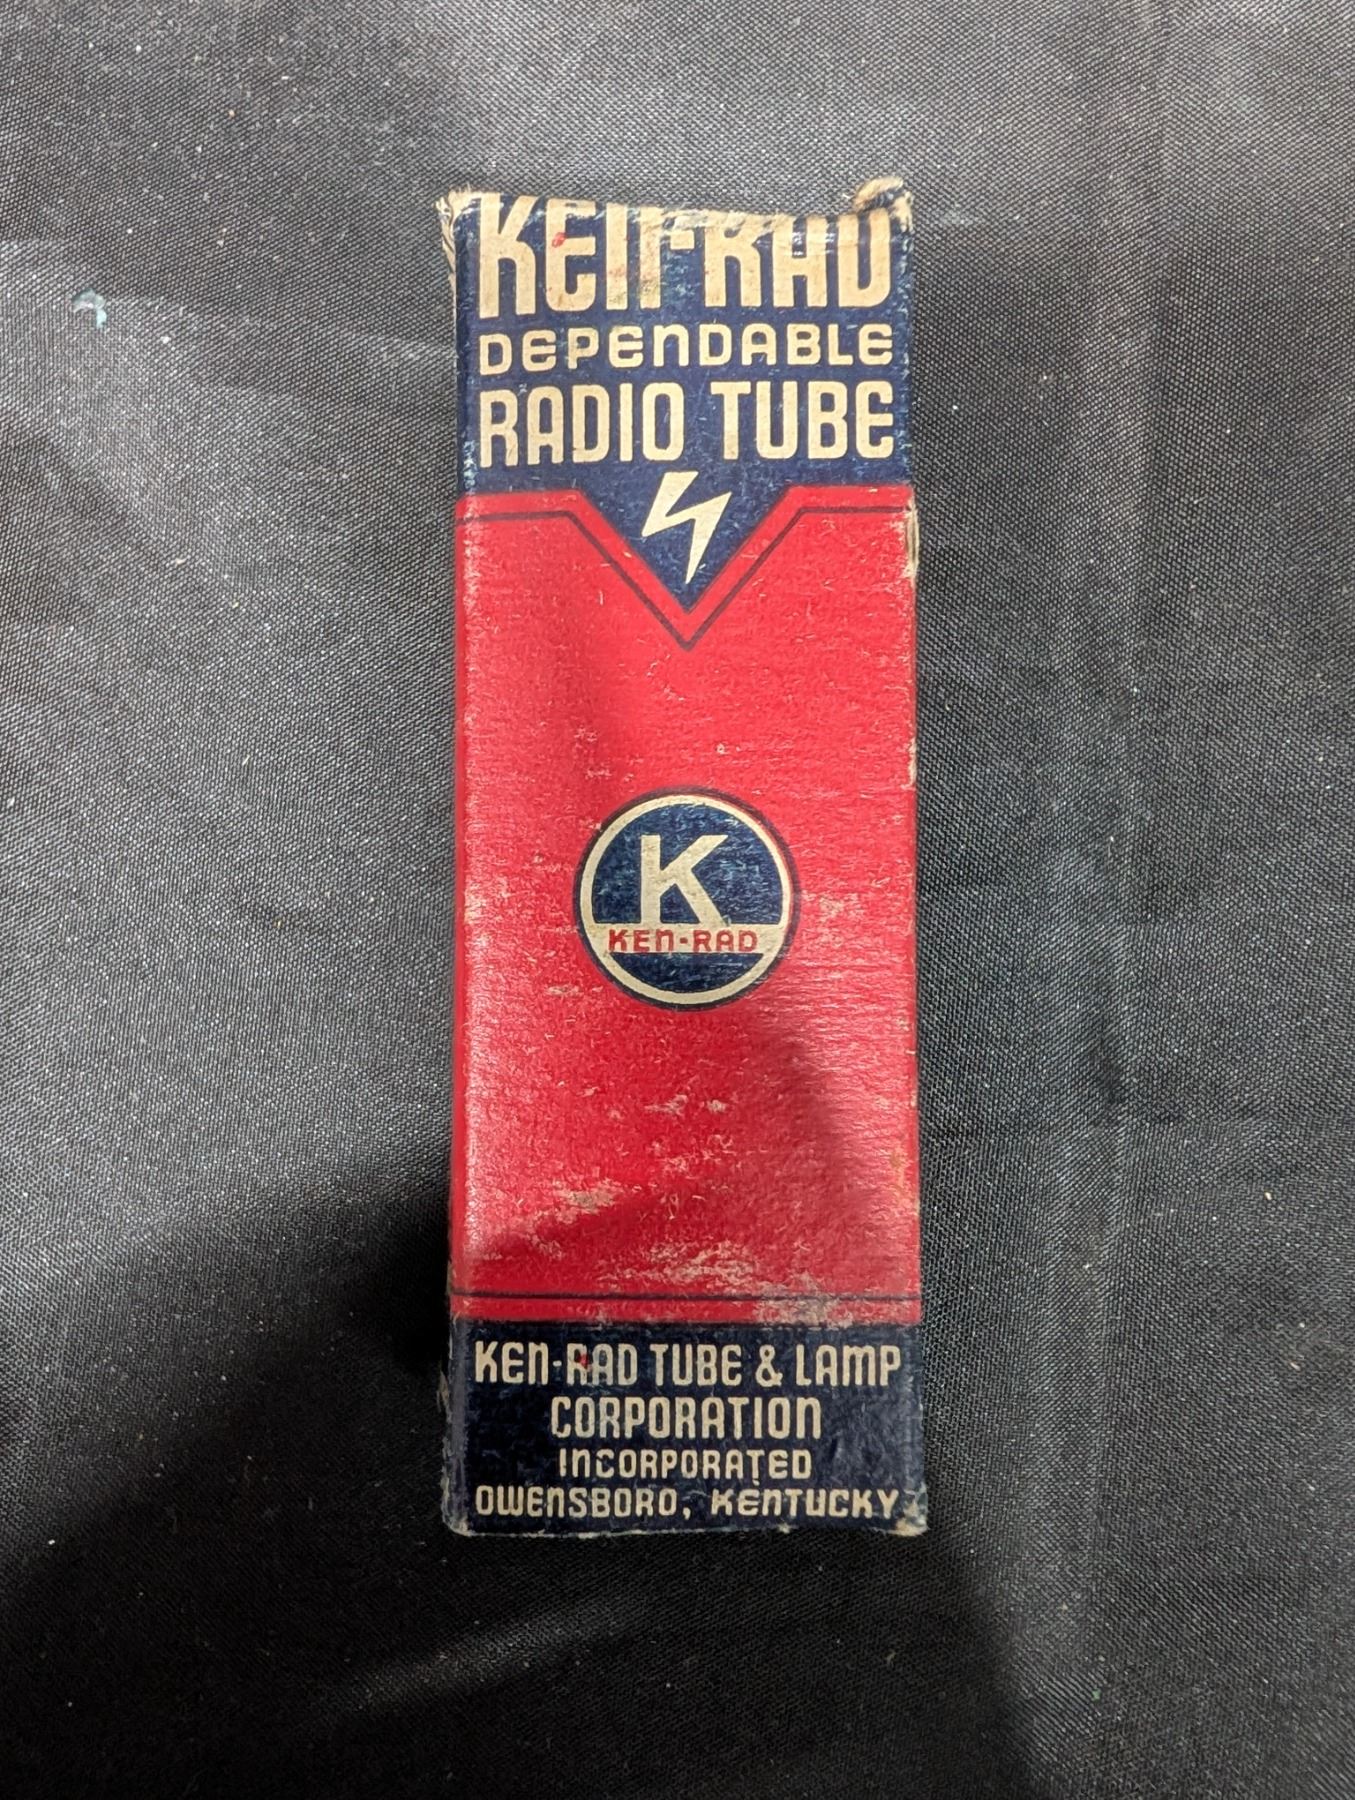 KEN-RAD
DEPENDABLE
RADIO TUBE
K
KEN-RAD
KEN-RAD TUBE & LAMP
CORPORATION
INCORPORATED
OWENSBORO, KENTUCKY